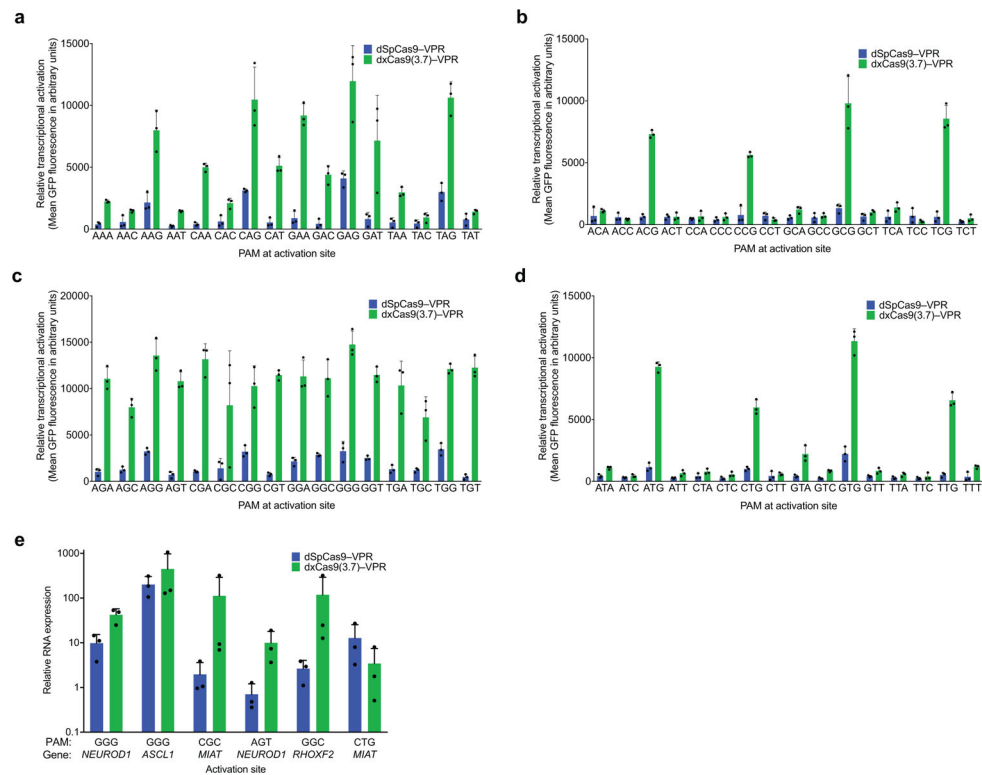 a
Relative transcriptional activation
(Mean GFP fluorescence in arbitrary units)
15000
10000
5000
0
dSpCas9–VPR
dxCas9(3.7)–VPR
AAA AAC AAG AAT CAA CAC CAG CAT GAA GAC GAG GAT TAA TAC TAG TAT
PAM at activation site
b
Relative transcriptional activation
(Mean GFP fluorescence in arbitrary units)
15000
10000
5000
0
dSpCas9–VPR
dxCas9(3.7)–VPR
ACA ACC ACG ACT CCA CCC CCG CCT GCA GCC GCG GCT TCA TCC TCG TCT
PAM at activation site
c
Relative transcriptional activation
(Mean GFP fluorescence in arbitrary units)
20000
15000
10000
5000
0
dSpCas9–VPR
dxCas9(3.7)–VPR
AGA AGC AGG AGT CGA CGC CGG CGT GGA GGC GGG GGT TGA TGC TGG TGT
PAM at activation site
d
Relative transcriptional activation
(Mean GFP fluorescence in arbitrary units)
15000
10000
5000
0
dSpCas9–VPR
dxCas9(3.7)–VPR
ATA ATC ATG ATT CTA CTC CTG CTT GTA GTC GTG GTT TTA TTC TTG TTT
PAM at activation site
e
Relative RNA expression
1000
100
10
1
0.1
dSpCas9–VPR
dxCas9(3.7)–VPR
PAM: GGG GGG CGC AGT GGC CTG
Gene: NEUROD1 ASCL1 MIAT NEUROD1 RHOXF2 MIAT
Activation site